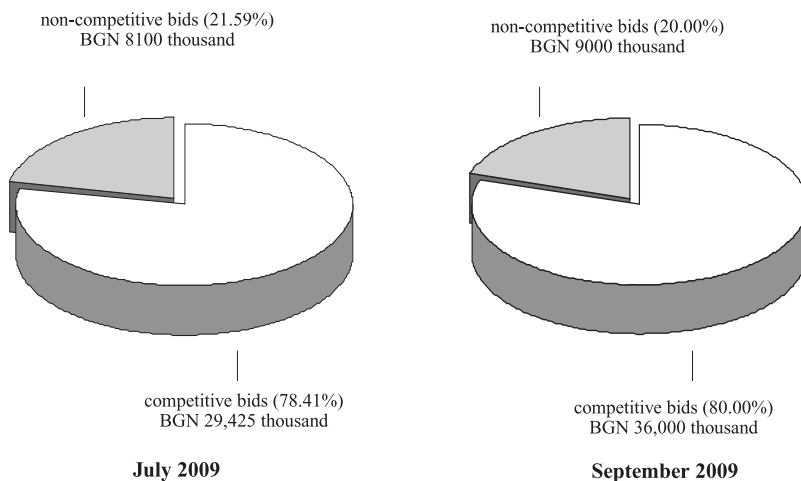 non-competitive bids (21.59%)
BGN 8100 thousand
competitive bids (78.41%)
BGN 29,425 thousand
July 2009
non-competitive bids (20.00%)
BGN 9000 thousand
competitive bids (80.00%)
BGN 36,000 thousand
September 2009